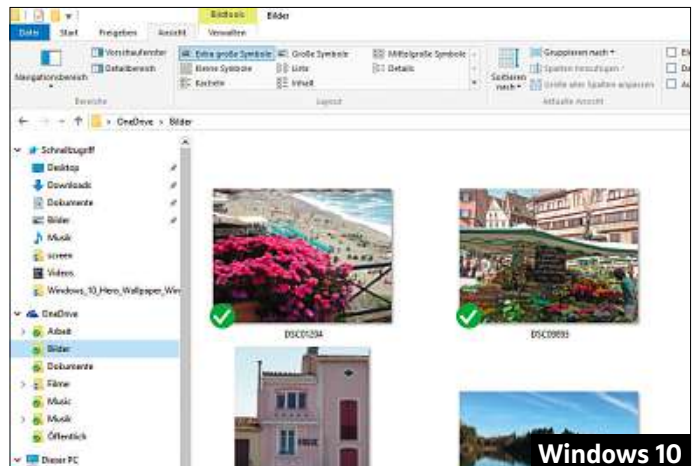 Bildtools Bilder
Datei Start Freigeben Ansicht Verwalten
Navigationsbereich
Vorschaufenster
Detailbereich
Bereiche
Extra große Symbole Große Symbole Mittelgroße Symbole
Kleine Symbole Liste Details
Kacheln Inhalt
Layout
Sortieren nach
Gruppieren nach
Spalten hinzufügen
Größe aller Spalten anpassen
Aktuelle Ansicht
OneDrive > Bilder
Schnellzugriff
Desktop
Downloads
Dokumente
Bilder
Musik
screen
Videos
Windows_10_Hero_Wallpaper_Win
OneDrive
Arbeit
Bilder
Dokumente
Filme
Music
Musik
Öffentlich
Dieser PC
DSC01204
DSC09895
Windows 10